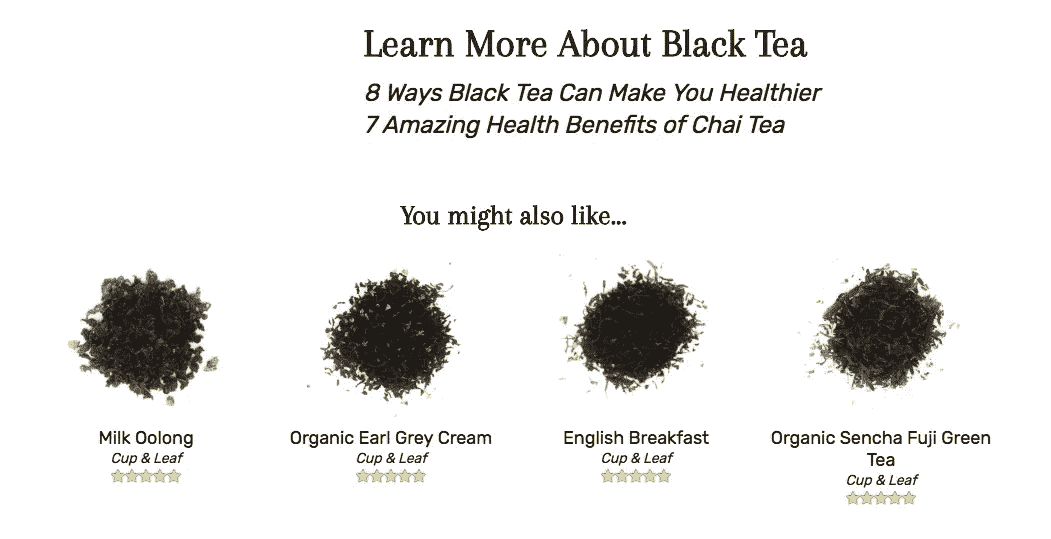 Learn More About Black Tea
8 Ways Black Tea Can Make You Healthier
7 Amazing Health Benefits of Chai Tea
You might also like...
Milk Oolong
Cup & Leaf
Organic Earl Grey Cream
Cup & Leaf
English Breakfast
Cup & Leaf
Organic Sencha Fuji Green
Tea
Cup & Leaf